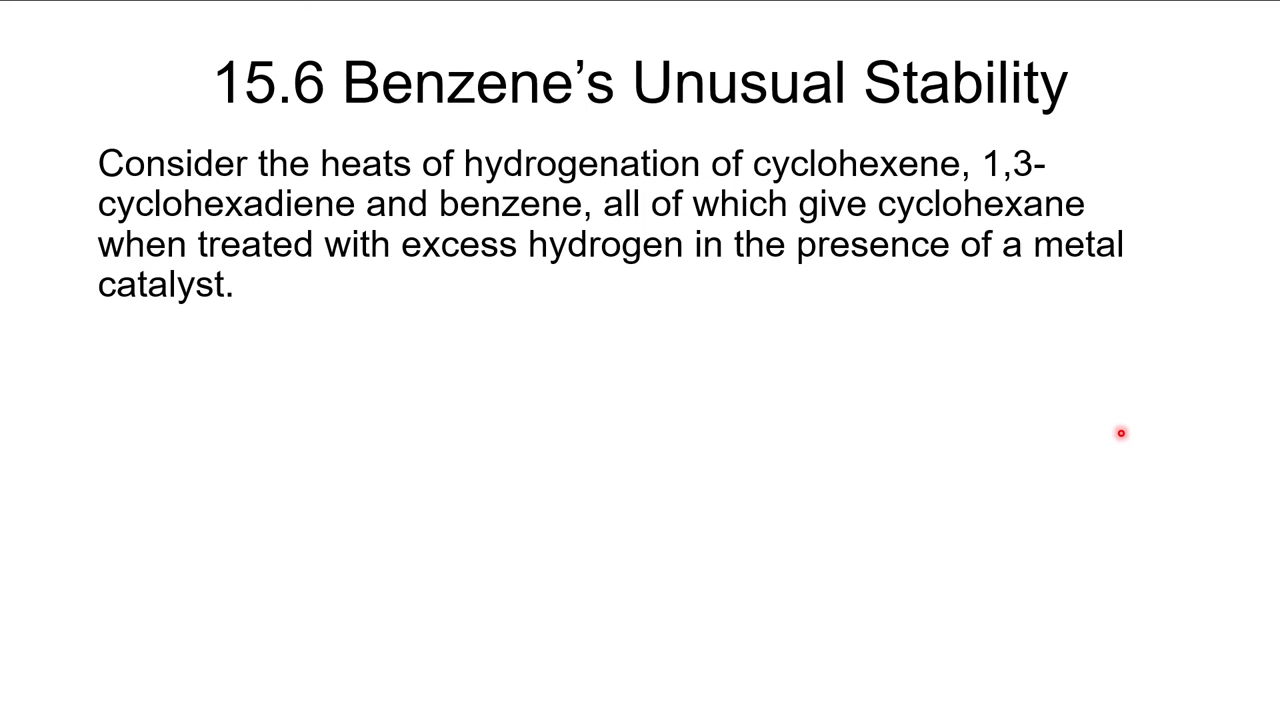 15.6 Benzene’s Unusual Stability
Consider the heats of hydrogenation of cyclohexene, 1,3-
cyclohexadiene and benzene, all of which give cyclohexane
when treated with excess hydrogen in the presence of a metal
catalyst.